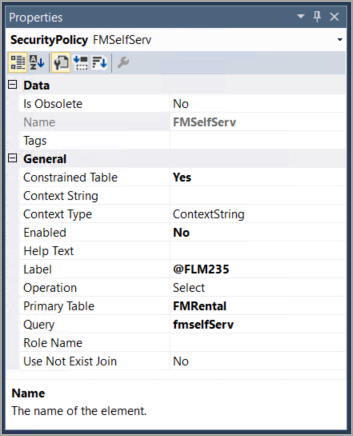 Properties
SecurityPolicy FMSelfServ
Data
Is Obsolete No
Name FMSelfServ
Tags
General
Constrained Table Yes
Context String
Context Type ContextString
Enabled No
Help Text
Label @FLM235
Operation Select
Primary Table FMRental
Query fmselfServ
Role Name
Use Not Exist Join No
Name
The name of the element.